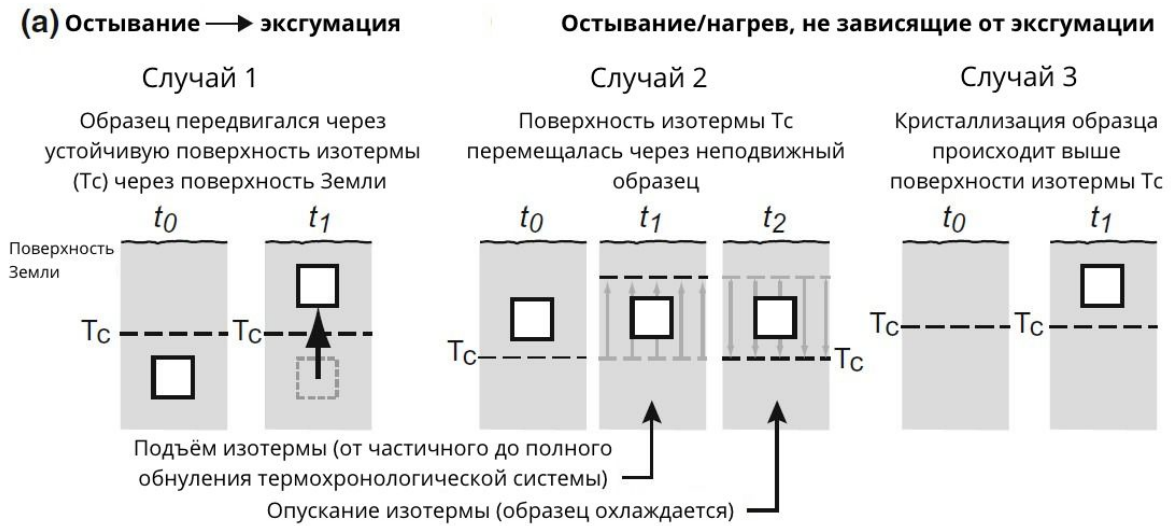 (a) Остывание → эксгумация
Остывание/нагрев, не зависящие от эксгумации
Случай 1
Образец передвигался через
устойчивую поверхность изотермы
(Tc) через поверхность Земли
t0
t1
Поверхность
Земли
Tc
Tc
Случай 2
Поверхность изотермы Tc
перемещалась через неподвижный
образец
t0
t1
t2
Tc
Tc
Случай 3
Кристаллизация образца
происходит выше
поверхности изотермы Tc
t0
t1
Tc
Tc
Подъём изотермы (от частичного до полного
обнуления термохронологической системы)
Опускание изотермы (образец охлаждается)